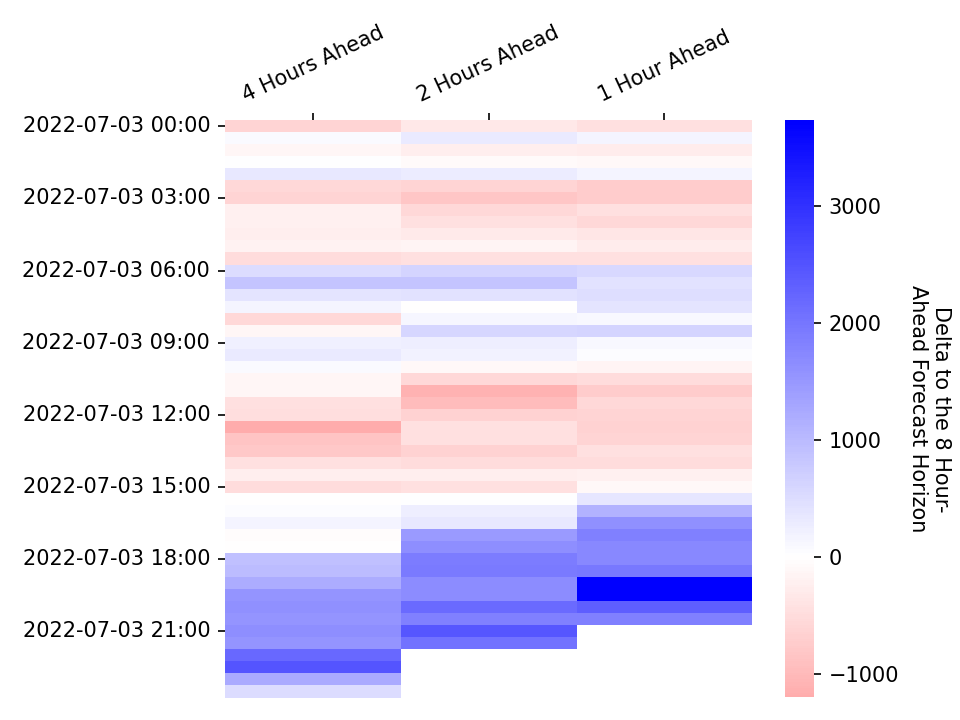 4 Hours Ahead
2 Hours Ahead
1 Hour Ahead
2022-07-03 00:00
2022-07-03 03:00
2022-07-03 06:00
2022-07-03 09:00
2022-07-03 12:00
2022-07-03 15:00
2022-07-03 18:00
2022-07-03 21:00
3000
2000
1000
0
−1000
Delta to the 8 Hour-
Ahead Forecast Horizon